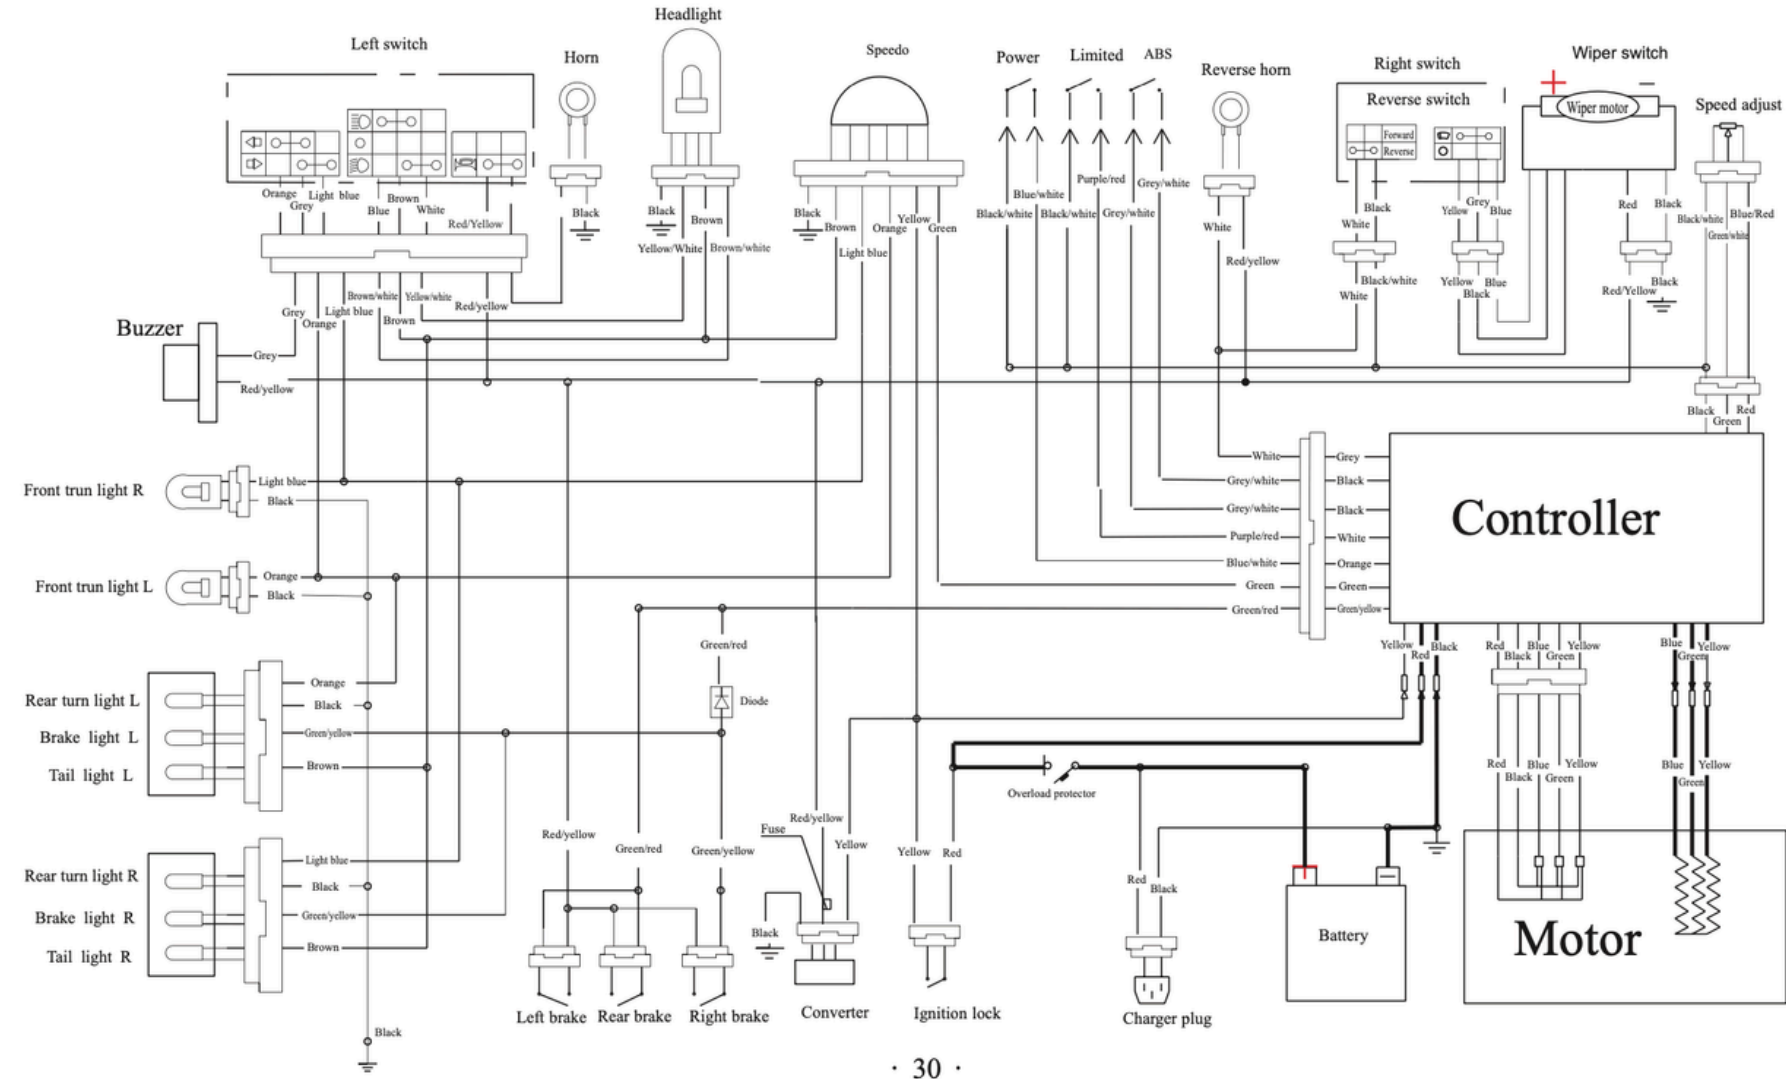 Headlight
Left switch
Horn
Speedo
Power
Limited
ABS
Reverse horn
Right switch
Wiper switch
Reverse switch
Wiper motor
Speed adjust
Forward
Reverse
+
−
Orange
Grey
Light blue
Blue
Brown
White
Red/Yellow
Black
Black
Yellow/White
Brown
Brown/white
Black
Brown
Light blue
Orange
Yellow
Green
Black/white
Blue/white
Black/white
Purple/red
Grey/white
Grey/white
White
Red/yellow
White
Black
Yellow
Grey
Blue
Red
Black
Black/white
Green/white
Blue/Red
White
Black/white
Yellow
Black
Blue
Red/Yellow
Black
Grey
Orange
Light blue
Brown/white
Brown
Yellow/white
Red/yellow
Buzzer
Grey
Red/yellow
Black
Green
Red
Front trun light R
Light blue
Black
White
Grey
Grey/white
Black
Grey/white
Black
Purple/red
White
Blue/white
Orange
Green
Green
Green/red
Green/yellow
Controller
Front trun light L
Orange
Black
Yellow
Red
Black
Red
Black
Blue
Green
Yellow
Blue
Green
Yellow
Green/red
Diode
Rear turn light L
Orange
Black
Brake light L
Green/yellow
Tail light L
Brown
Overload protector
Red
Black
Blue
Green
Yellow
Blue
Green
Yellow
Red/yellow
Green/red
Green/yellow
Fuse
Red/yellow
Yellow
Yellow
Red
Red
Black
Rear turn light R
Light blue
Black
Brake light R
Green/yellow
Tail light R
Brown
Black
+
−
Battery
Motor
Left brake
Rear brake
Right brake
Converter
Ignition lock
Charger plug
Black
· 30 ·